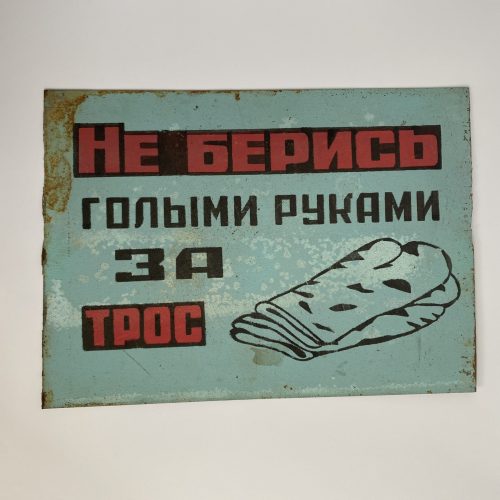 Не берись
голыми руками
за
трос